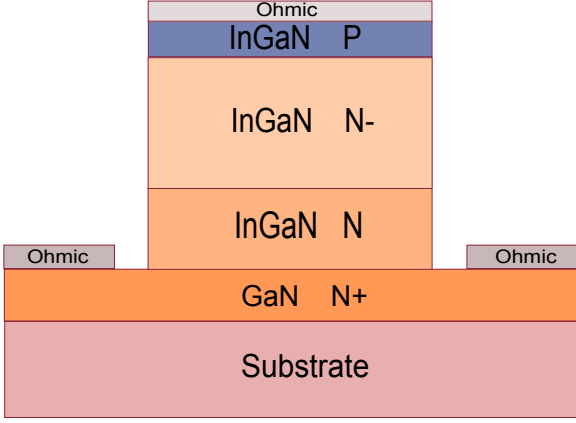 Ohmic
InGaN P
InGaN N-
InGaN N
Ohmic Ohmic
GaN N+
Substrate